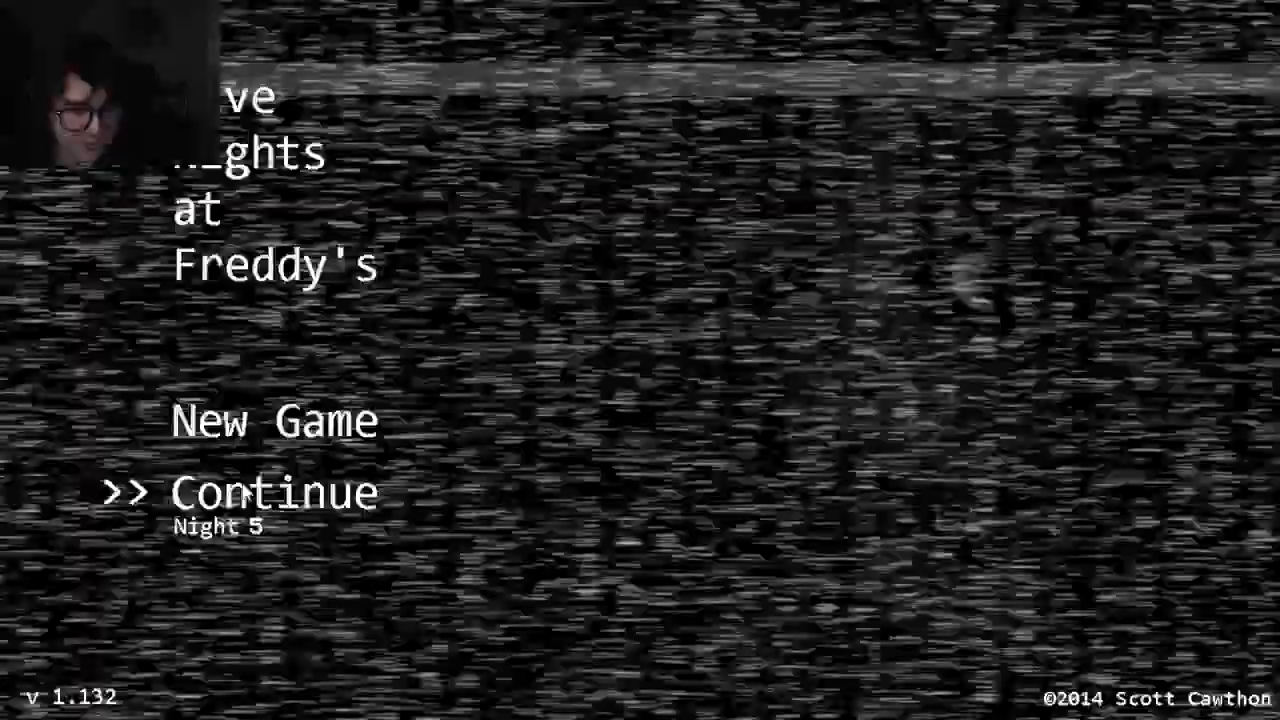 ve
ghts
at
Freddy's
New Game
>> Continue
Night 5
v 1.132
©2014 Scott Cawthon